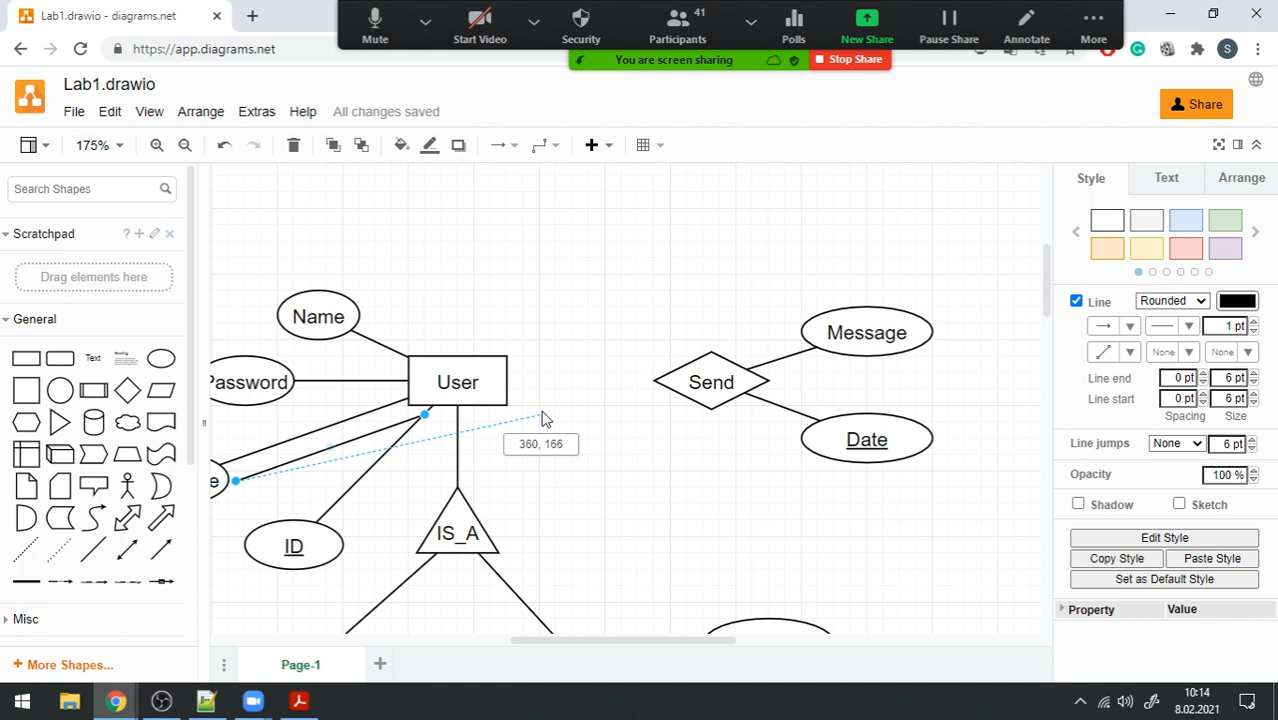 Lab1.drawio - diagrams.net
Mute
Start Video
Security
41
Participants
Polls
New Share
Pause Share
Annotate
More
https://app.diagrams.net
You are screen sharing
Stop Share
S
Lab1.drawio
File Edit View Arrange Extras Help All changes saved
Share
175%
Search Shapes
Style Text Arrange
Scratchpad
?
Drag elements here
General
Text
Heading
Line Rounded
1 pt
None None
Line end 0 pt 6 pt
Line start 0 pt 6 pt
Spacing Size
Line jumps None 6 pt
Opacity 100 %
Shadow Sketch
Edit Style
Copy Style Paste Style
Set as Default Style
Property Value
Name
Password
User
Send
Message
Date
360, 166
e
ID
IS_A
Misc
+ More Shapes...
Page-1
10:14
8.02.2021